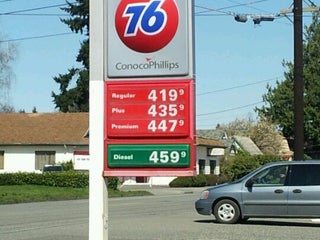 76
ConocoPhillips
Regular 419 9
Plus 435 9
Premium 447 9
Diesel 459 9